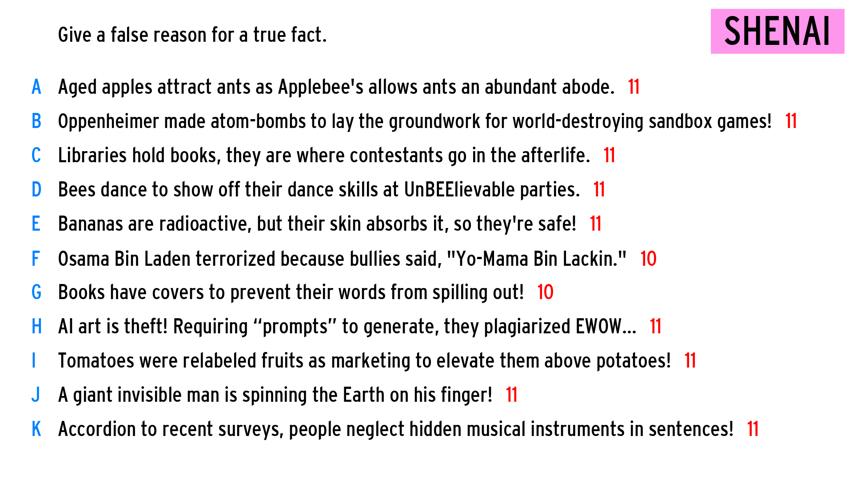 Give a false reason for a true fact.
SHENAI
A Aged apples attract ants as Applebee's allows ants an abundant abode. 11
B Oppenheimer made atom-bombs to lay the groundwork for world-destroying sandbox games! 11
C Libraries hold books, they are where contestants go in the afterlife. 11
D Bees dance to show off their dance skills at UnBEElievable parties. 11
E Bananas are radioactive, but their skin absorbs it, so they're safe! 11
F Osama Bin Laden terrorized because bullies said, "Yo-Mama Bin Lackin." 10
G Books have covers to prevent their words from spilling out! 10
H AI art is theft! Requiring “prompts” to generate, they plagiarized EWOW... 11
I Tomatoes were relabeled fruits as marketing to elevate them above potatoes! 11
J A giant invisible man is spinning the Earth on his finger! 11
K Accordion to recent surveys, people neglect hidden musical instruments in sentences! 11